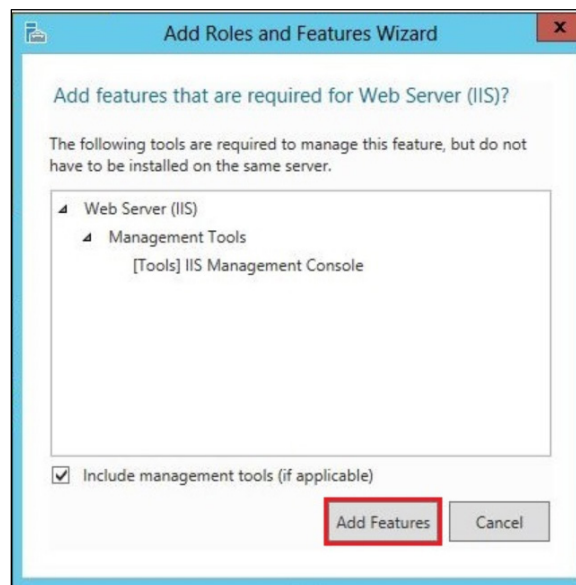 Add Roles and Features Wizard
x
Add features that are required for Web Server (IIS)?
The following tools are required to manage this feature, but do not
have to be installed on the same server.
Web Server (IIS)
Management Tools
[Tools] IIS Management Console
Include management tools (if applicable)
Add Features
Cancel